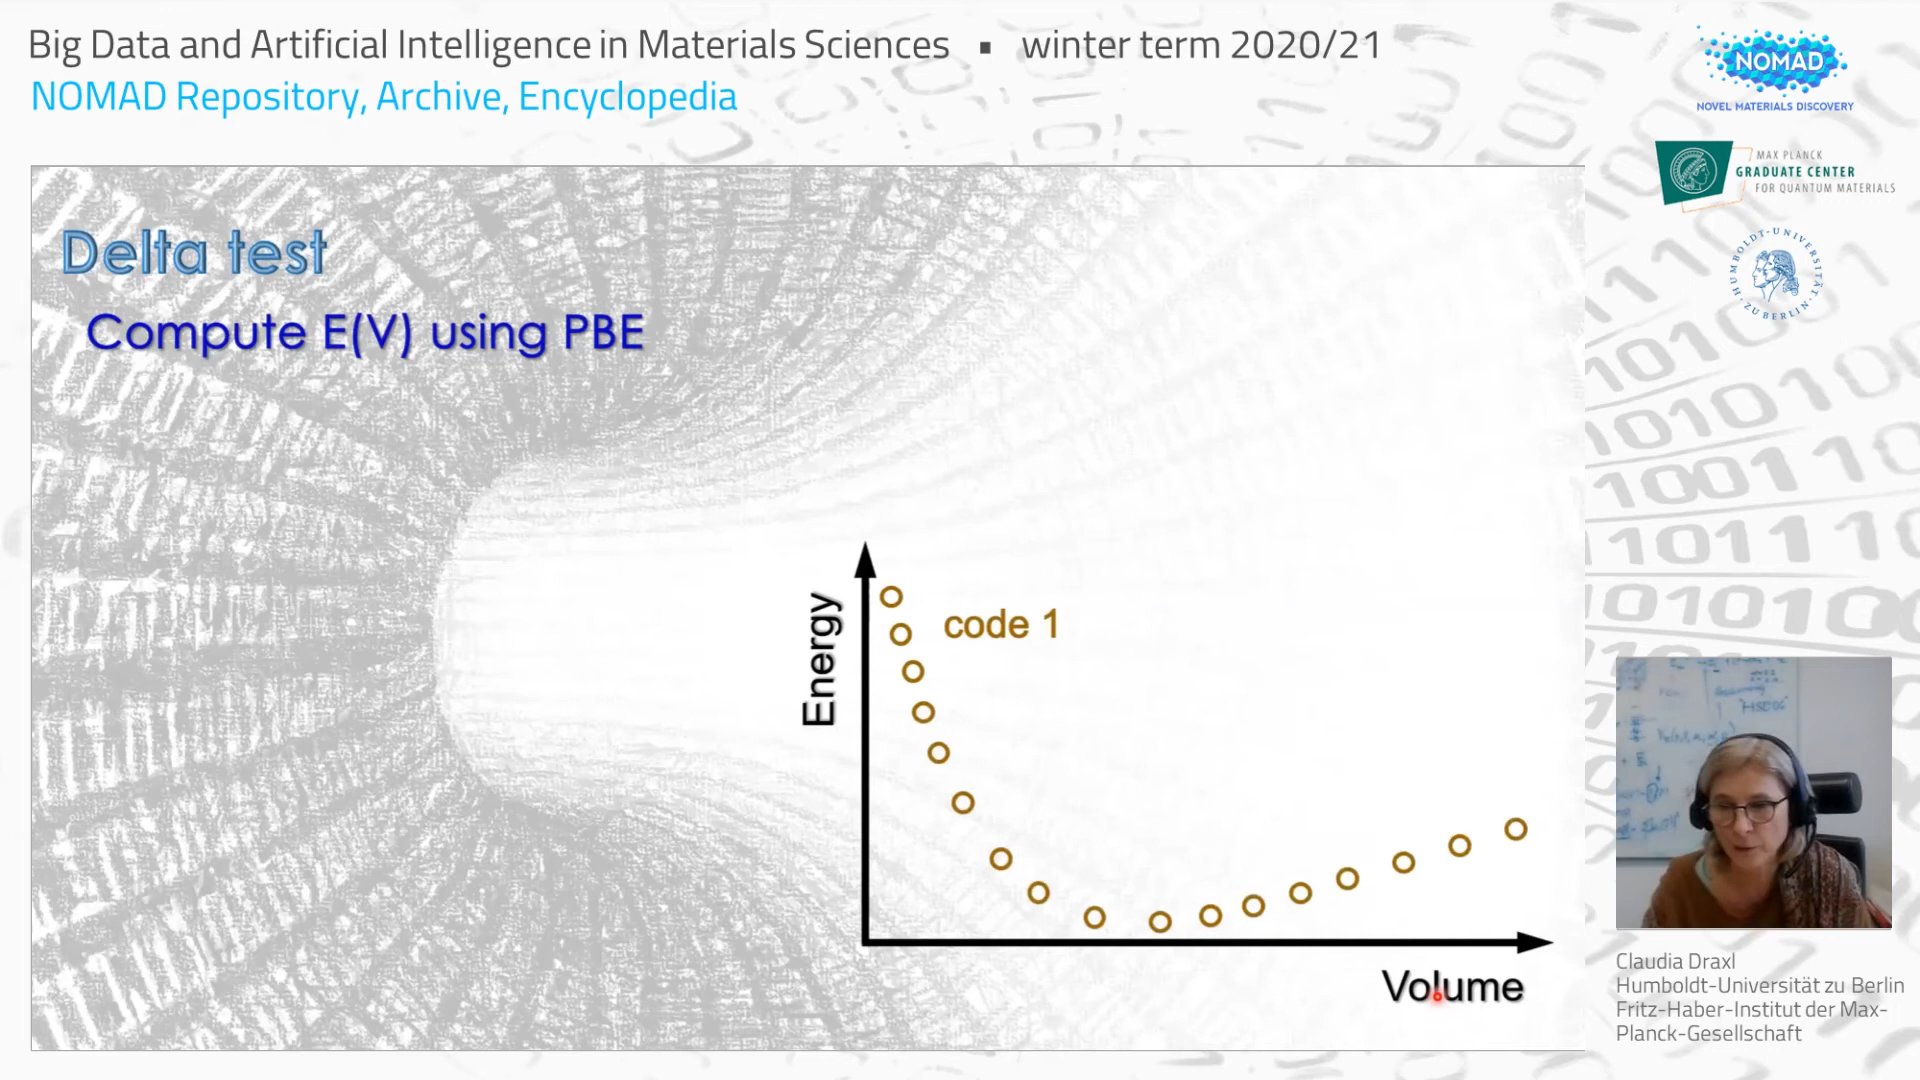 Big Data and Artificial Intelligence in Materials Sciences ▪ winter term 2020/21
NOMAD Repository, Archive, Encyclopedia
NOMAD
NOVEL MATERIALS DISCOVERY
MAX PLANCK
GRADUATE CENTER
FOR QUANTUM MATERIALS
HUMBOLDT-UNIVERSITÄT
ZU BERLIN
Delta test
Compute E(V) using PBE
Energy
code 1
Volume
Claudia Draxl
Humboldt-Universität zu Berlin
Fritz-Haber-Institut der Max-
Planck-Gesellschaft